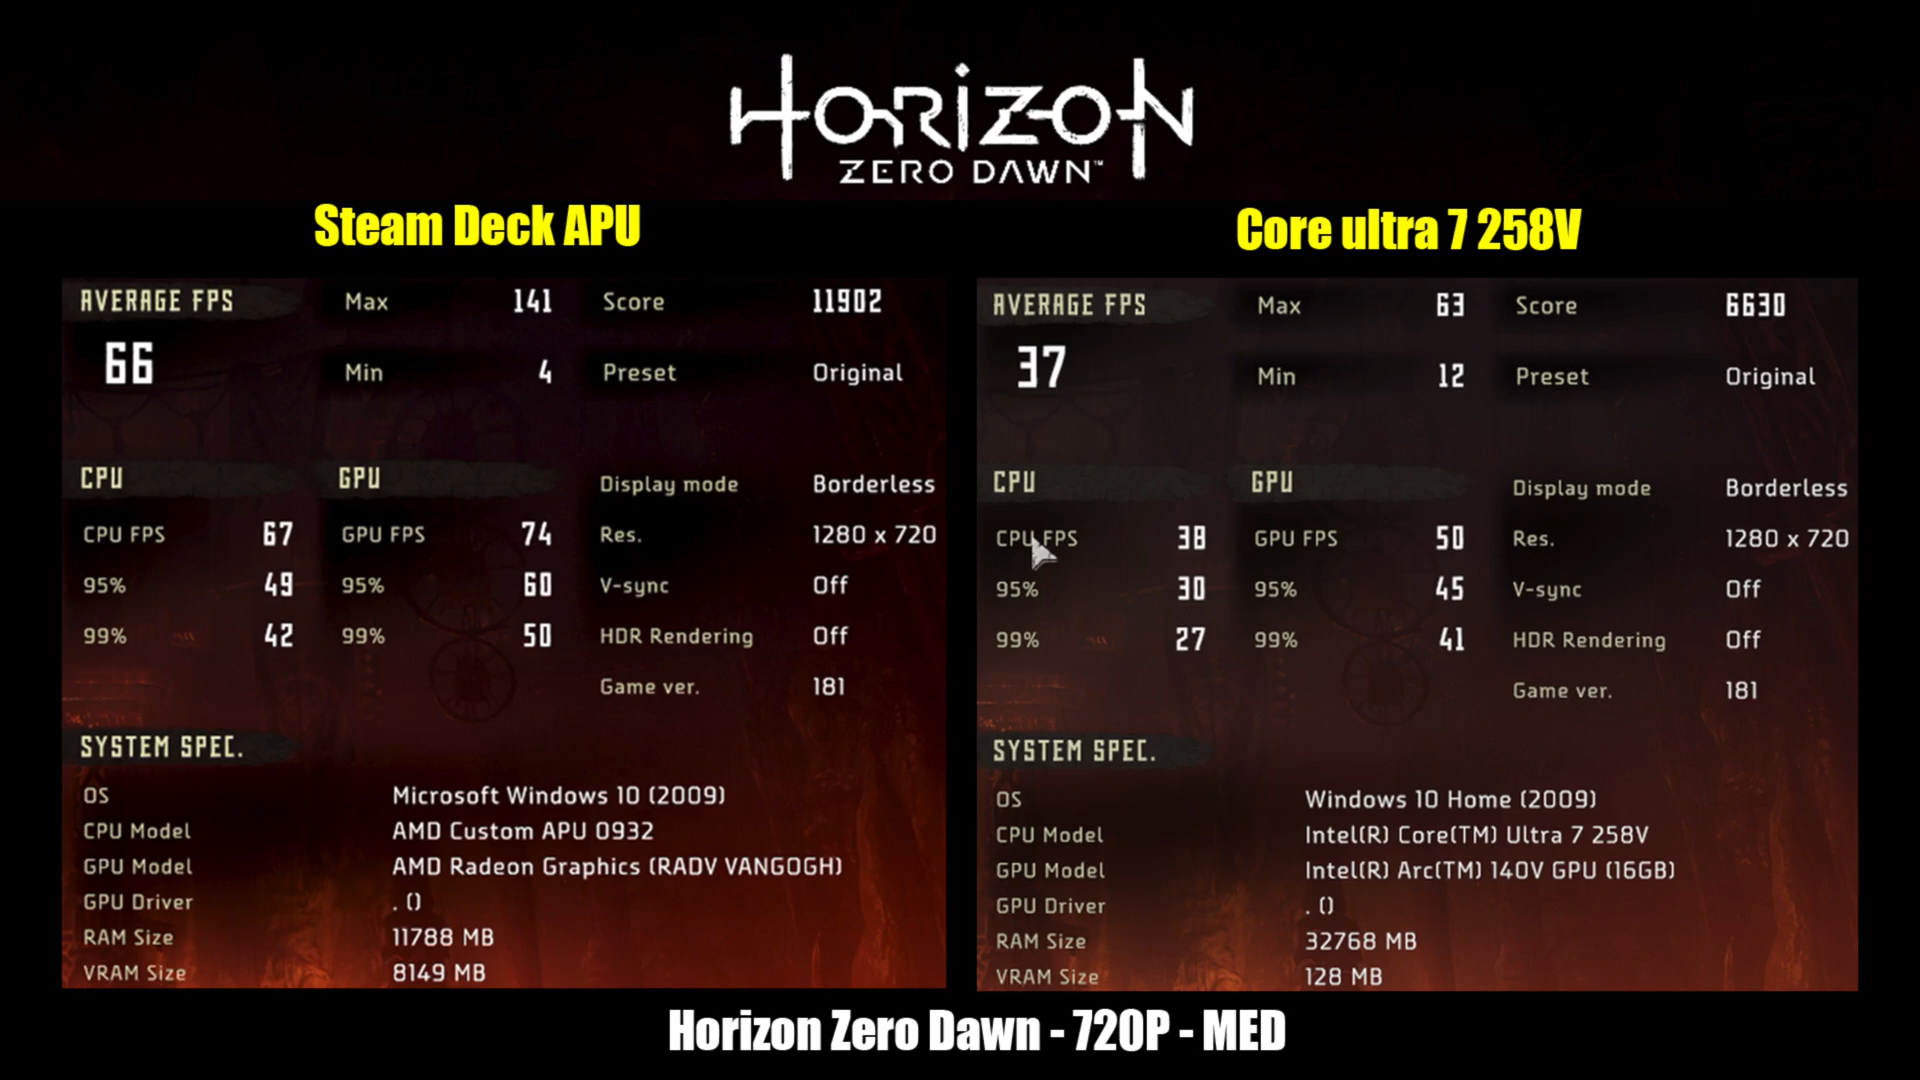 HORIZON
ZERO DAWN™
Steam Deck APU
AVERAGE FPS
66
Max 141
Min 4
Score 11902
Preset Original
CPU
CPU FPS 67
95% 49
99% 42
GPU
GPU FPS 74
95% 60
99% 50
Display mode Borderless
Res. 1280 x 720
V-sync Off
HDR Rendering Off
Game ver. 181
SYSTEM SPEC.
OS Microsoft Windows 10 (2009)
CPU Model AMD Custom APU 0932
GPU Model AMD Radeon Graphics (RADV VANGOGH)
GPU Driver . ()
RAM Size 11788 MB
VRAM Size 8149 MB
Core ultra 7 258V
AVERAGE FPS
37
Max 63
Min 12
Score 6630
Preset Original
CPU
CPU FPS 38
95% 30
99% 27
GPU
GPU FPS 50
95% 45
99% 41
Display mode Borderless
Res. 1280 x 720
V-sync Off
HDR Rendering Off
Game ver. 181
SYSTEM SPEC.
OS Windows 10 Home (2009)
CPU Model Intel(R) Core(TM) Ultra 7 258V
GPU Model Intel(R) Arc(TM) 140V GPU (16GB)
GPU Driver . ()
RAM Size 32768 MB
VRAM Size 128 MB
Horizon Zero Dawn - 720P - MED